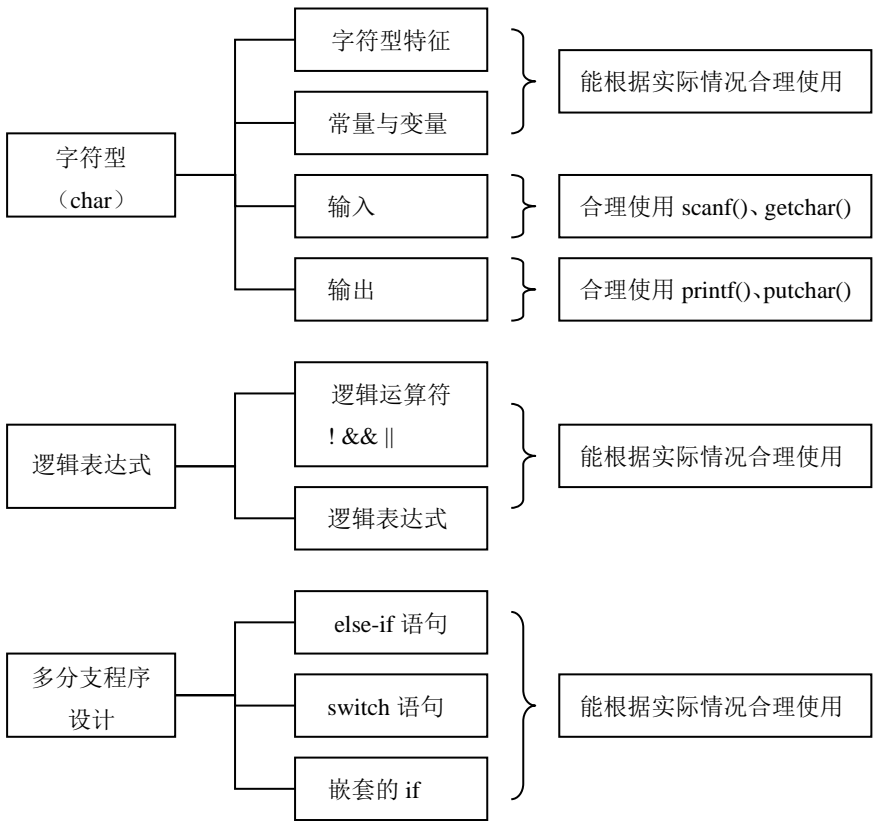 字符型特征
能根据实际情况合理使用
常量与变量
字符型
（char）
输入
合理使用 scanf()、getchar()
输出
合理使用 printf()、putchar()
逻辑运算符
! && ||
逻辑表达式
能根据实际情况合理使用
逻辑表达式
else-if 语句
多分支程序
设计
switch 语句
能根据实际情况合理使用
嵌套的 if